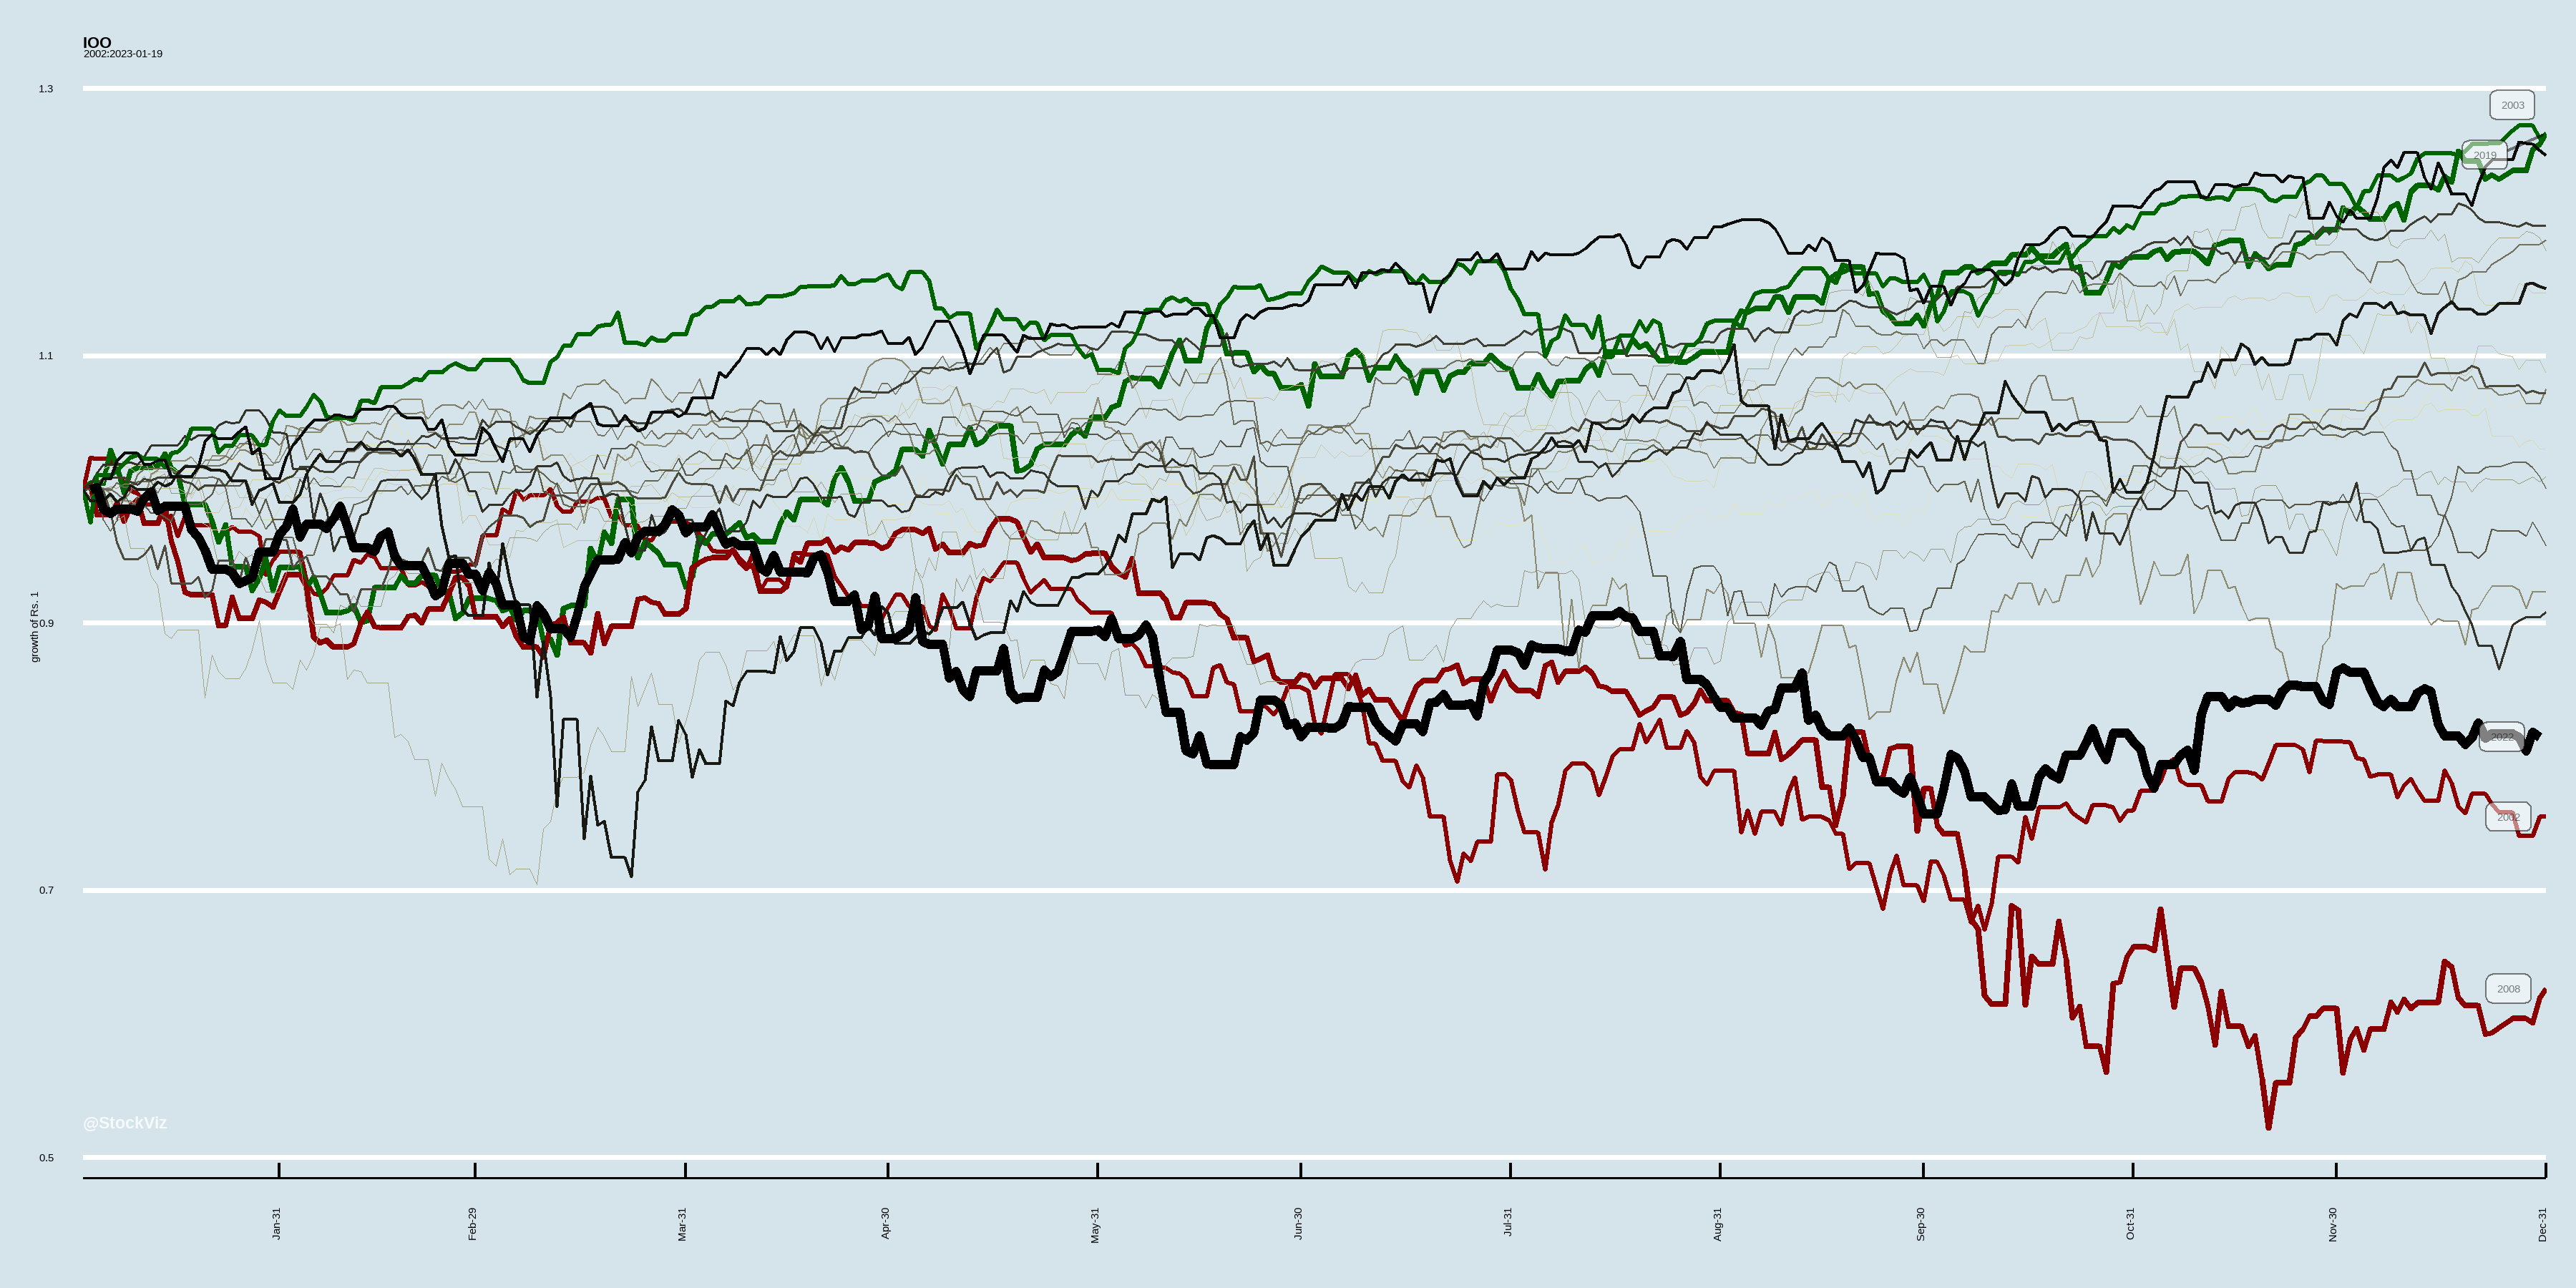 IOO
2002:2023-01-19
1.3
1.1
0.9
0.7
0.5
growth of Rs. 1
2003
2019
2022
2002
2008
@StockViz
Jan-31
Feb-29
Mar-31
Apr-30
May-31
Jun-30
Jul-31
Aug-31
Sep-30
Oct-31
Nov-30
Dec-31